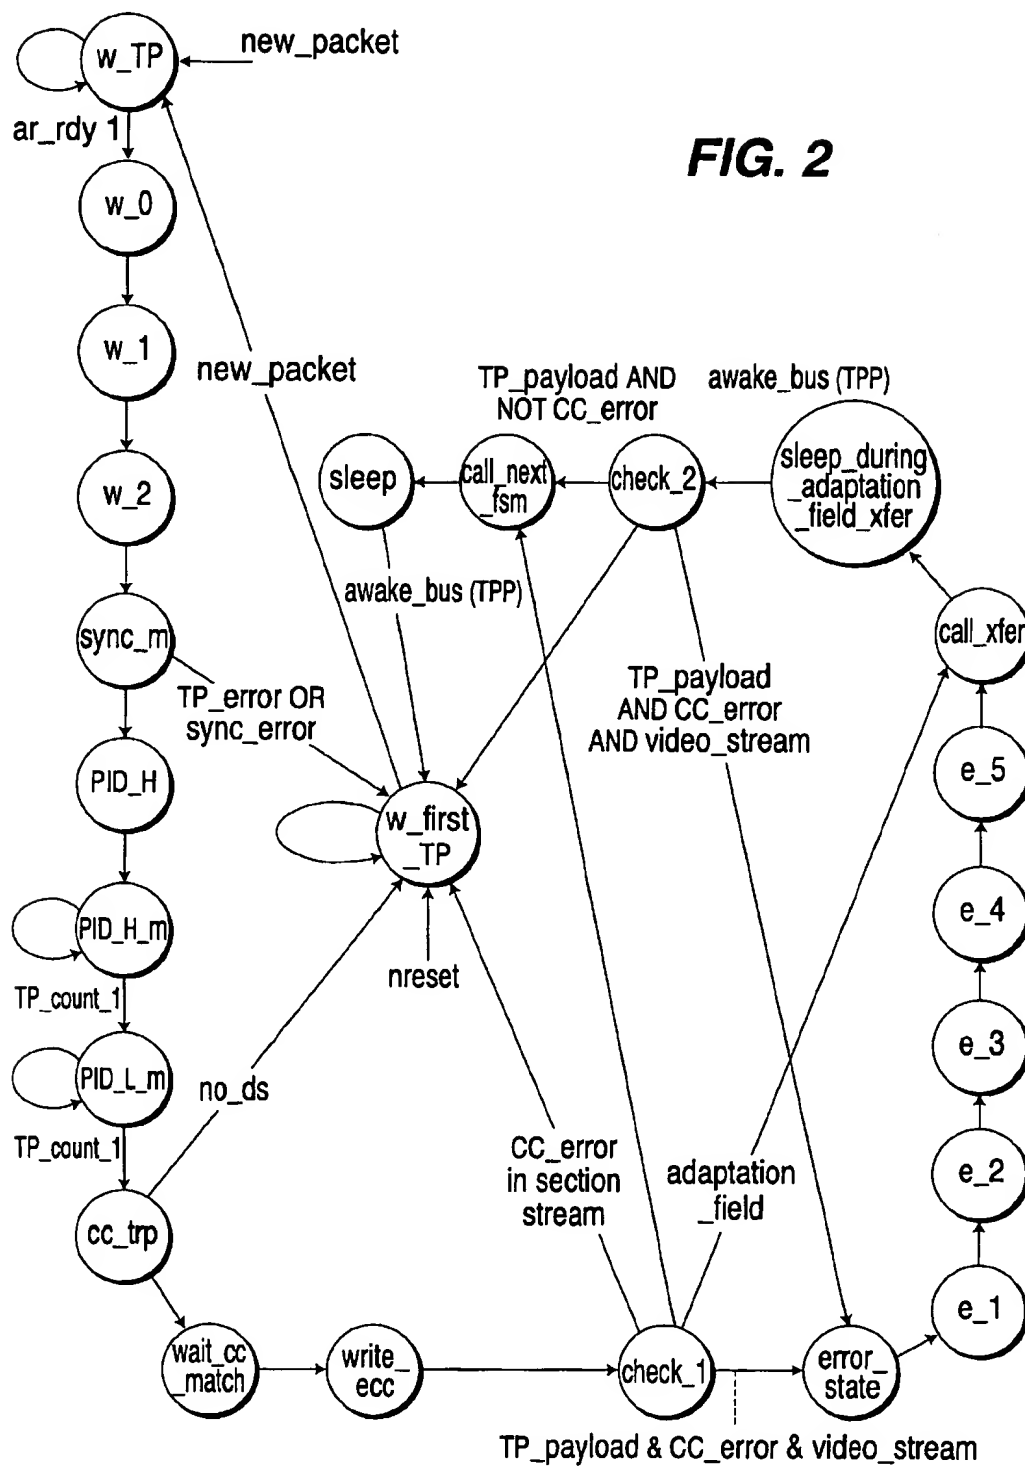 new_packet
w_TP
ar_rdy 1
FIG. 2
w_0
w_1
new_packet
TP_payload AND
NOT CC_error
awake_bus (TPP)
w_2
sleep
call_next
_fsm
check_2
sleep_during
_adaptation
_field_xfer
awake_bus (TPP)
sync_m
call_xfer
TP_error OR
sync_error
TP_payload
AND CC_error
AND video_stream
PID_H
e_5
w_first
_TP
PID_H_m
e_4
nreset
TP_count_1
e_3
PID_L_m
no_ds
TP_count_1
CC_error
in section
stream
adaptation
_field
e_2
cc_trp
e_1
wait_cc
_match
write_
ecc
check_1
error_
state
TP_payload & CC_error & video_stream